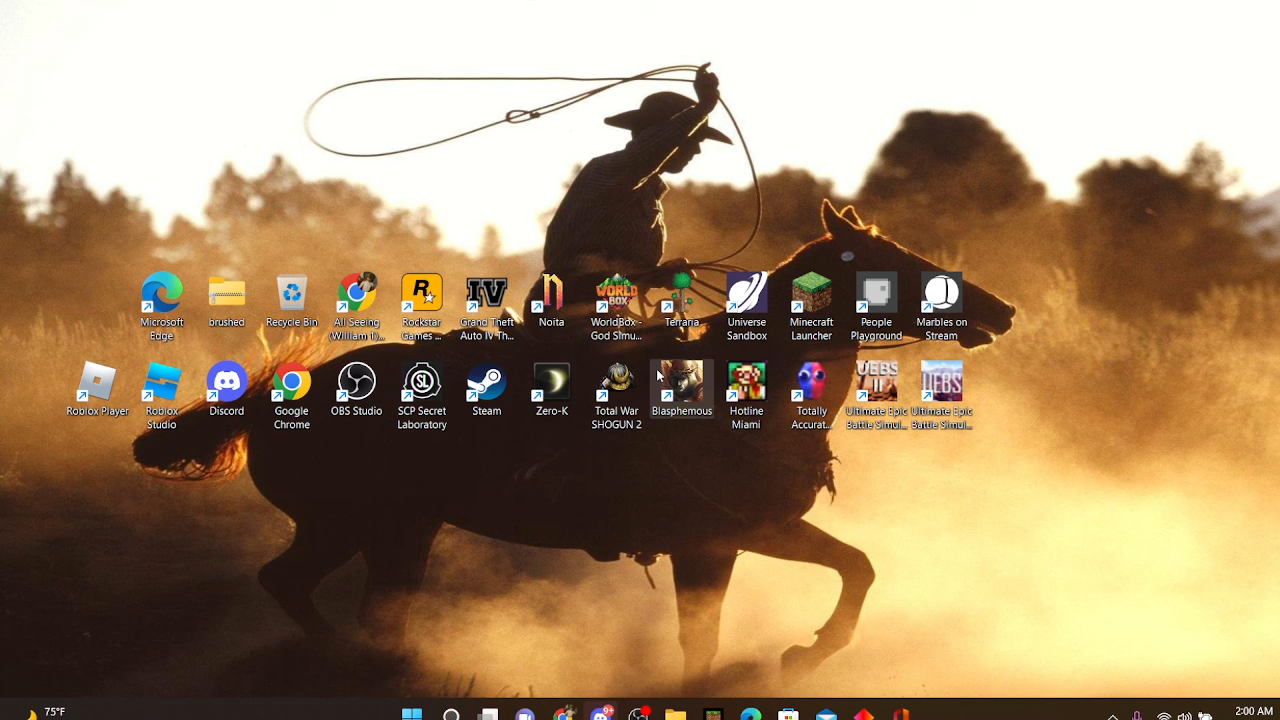 Microsoft
Edge
brushed
Recycle Bin
All Seeing
(William 1)...
Rockstar
Games ...
Grand Theft
Auto IV Th...
Noita
WorldBox -
God Simu...
Terraria
Universe
Sandbox
Minecraft
Launcher
People
Playground
Marbles on
Stream
Roblox Player
Roblox
Studio
Discord
Google
Chrome
OBS Studio
SCP Secret
Laboratory
Steam
Zero-K
Total War
SHOGUN 2
Blasphemous
Hotline
Miami
Totally
Accurat...
Ultimate Epic
Battle Simul...
Ultimate Epic
Battle Simul...
75°F
9+
2:00 AM